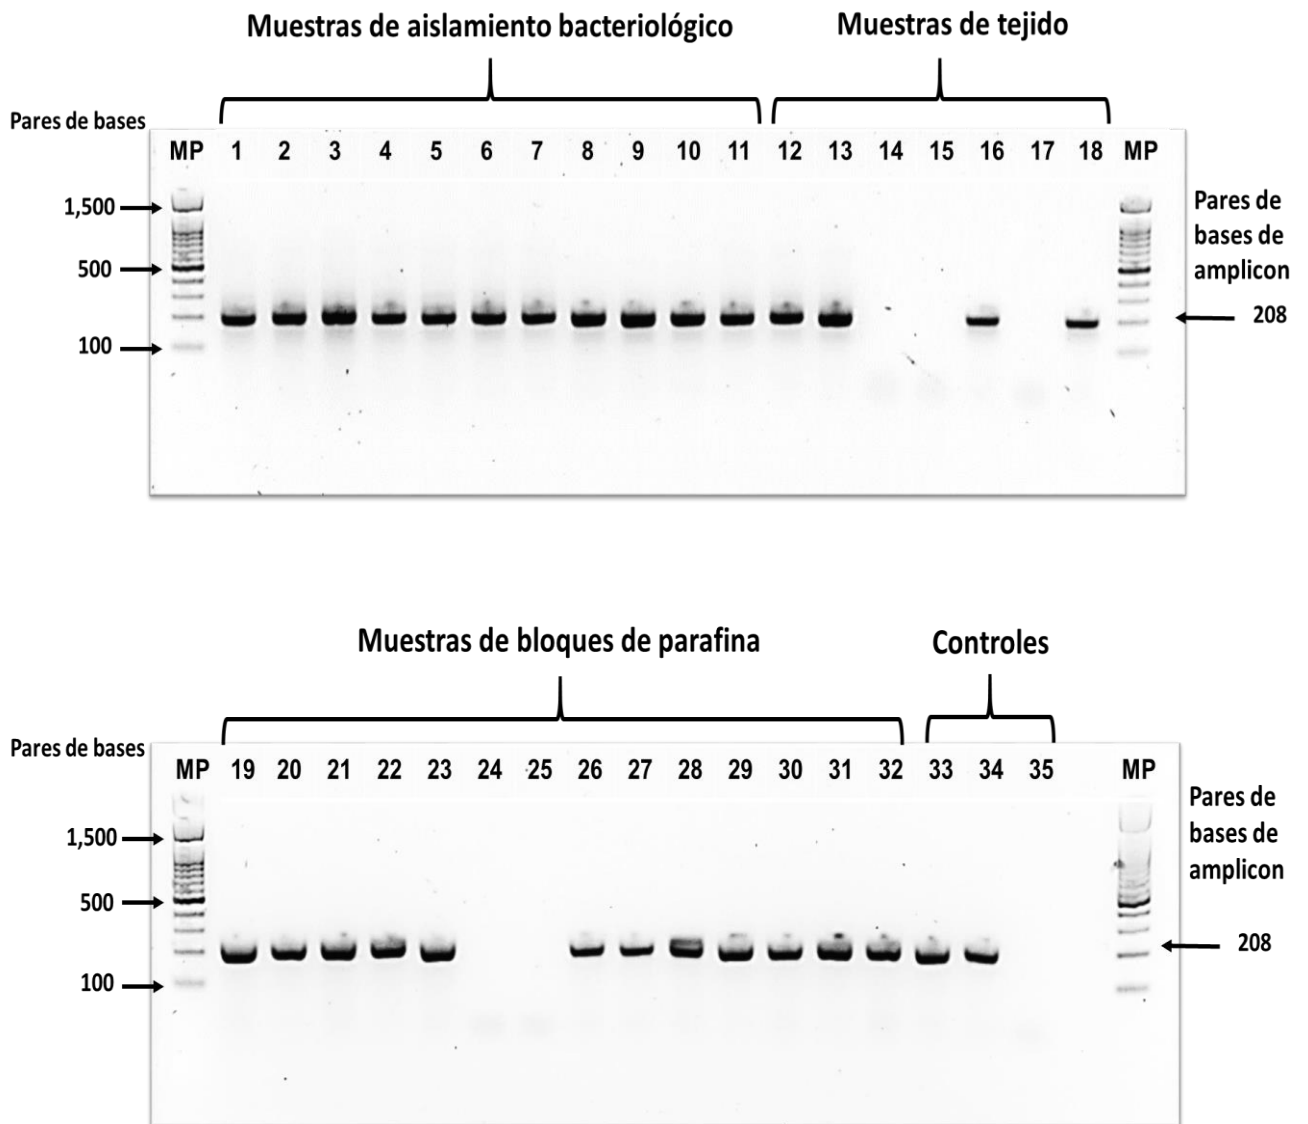 Muestras de aislamiento bacteriológico
Muestras de tejido
Pares de bases
MP 1 2 3 4 5 6 7 8 9 10 11 12 13 14 15 16 17 18 MP
1,500
500
100
Pares de
bases de
amplicon
208
Muestras de bloques de parafina
Controles
Pares de bases
MP 19 20 21 22 23 24 25 26 27 28 29 30 31 32 33 34 35 MP
1,500
500
100
Pares de
bases de
amplicon
208